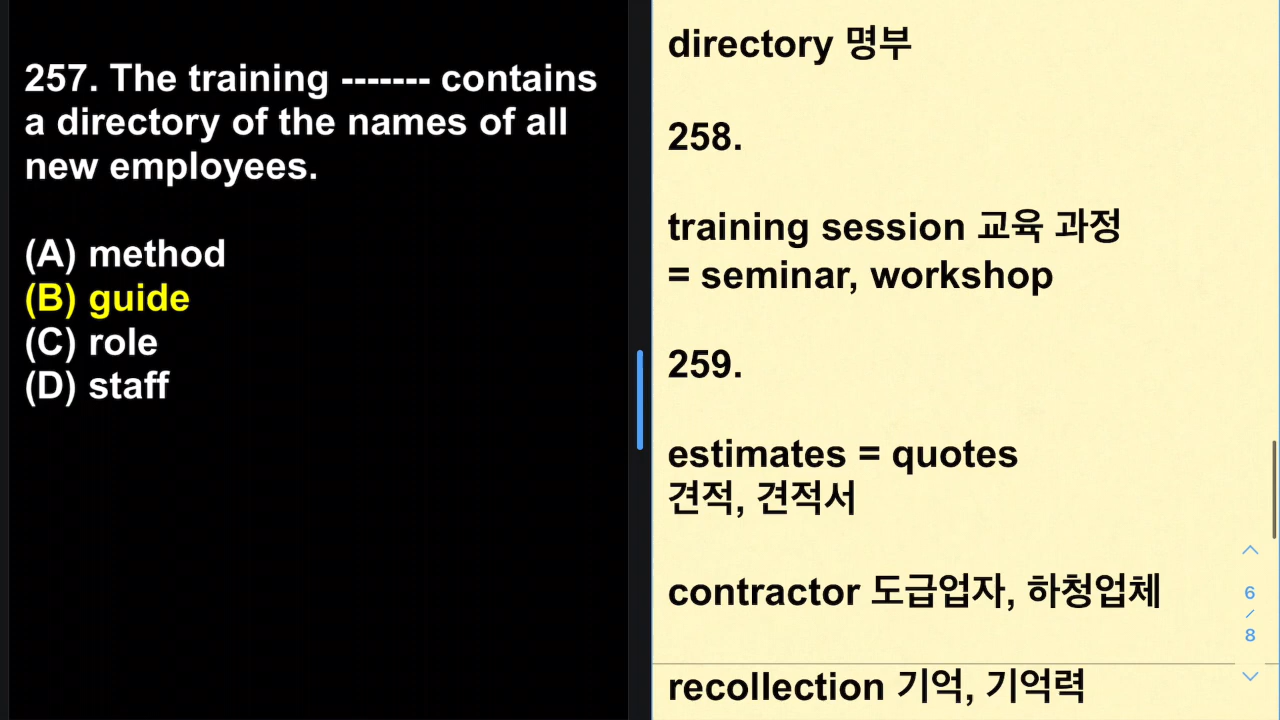 257. The training ------- contains
a directory of the names of all
new employees.
(A) method
(B) guide
(C) role
(D) staff
directory 명부
258.
training session 교육 과정
= seminar, workshop
259.
estimates = quotes
견적, 견적서
contractor 도급업자, 하청업체
recollection 기억, 기억력
6
/
8